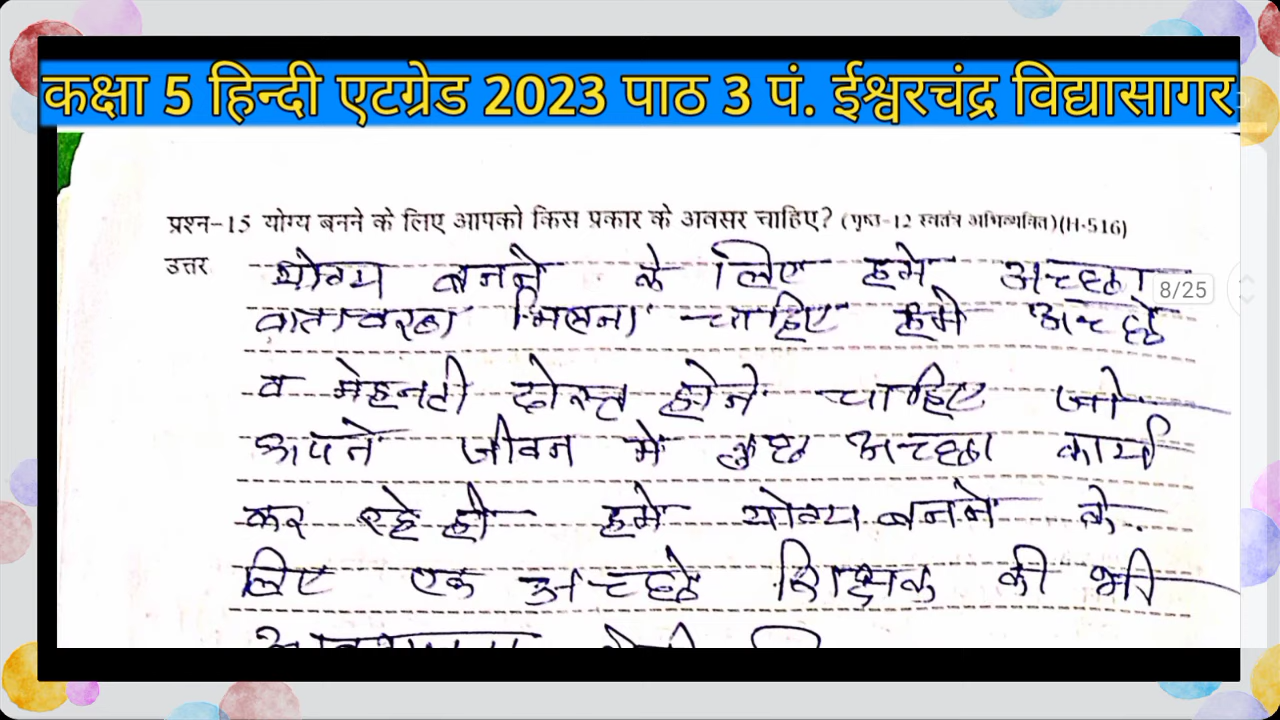 कक्षा 5 हिन्दी एटग्रेड 2023 पाठ 3 पं. ईश्वरचंद्र विद्यासागर
प्रश्न-15 योग्य बनने के लिए आपको किस प्रकार के अवसर चाहिए? (पृष्ठ-12 स्वतंत्र अभिव्यक्ति)(H-516)
उत्तर योग्य बनने के लिए हमे अच्छा
8/25
वातावरण मिलना चाहिए हमे अच्छे
व मेहनती दोस्त होने चाहिए जो
अपने जीवन मे कुछ अच्छा कार्य
कर रहे हो हमे योग्य बनने के
लिए एक अच्छे शिक्षक की भी